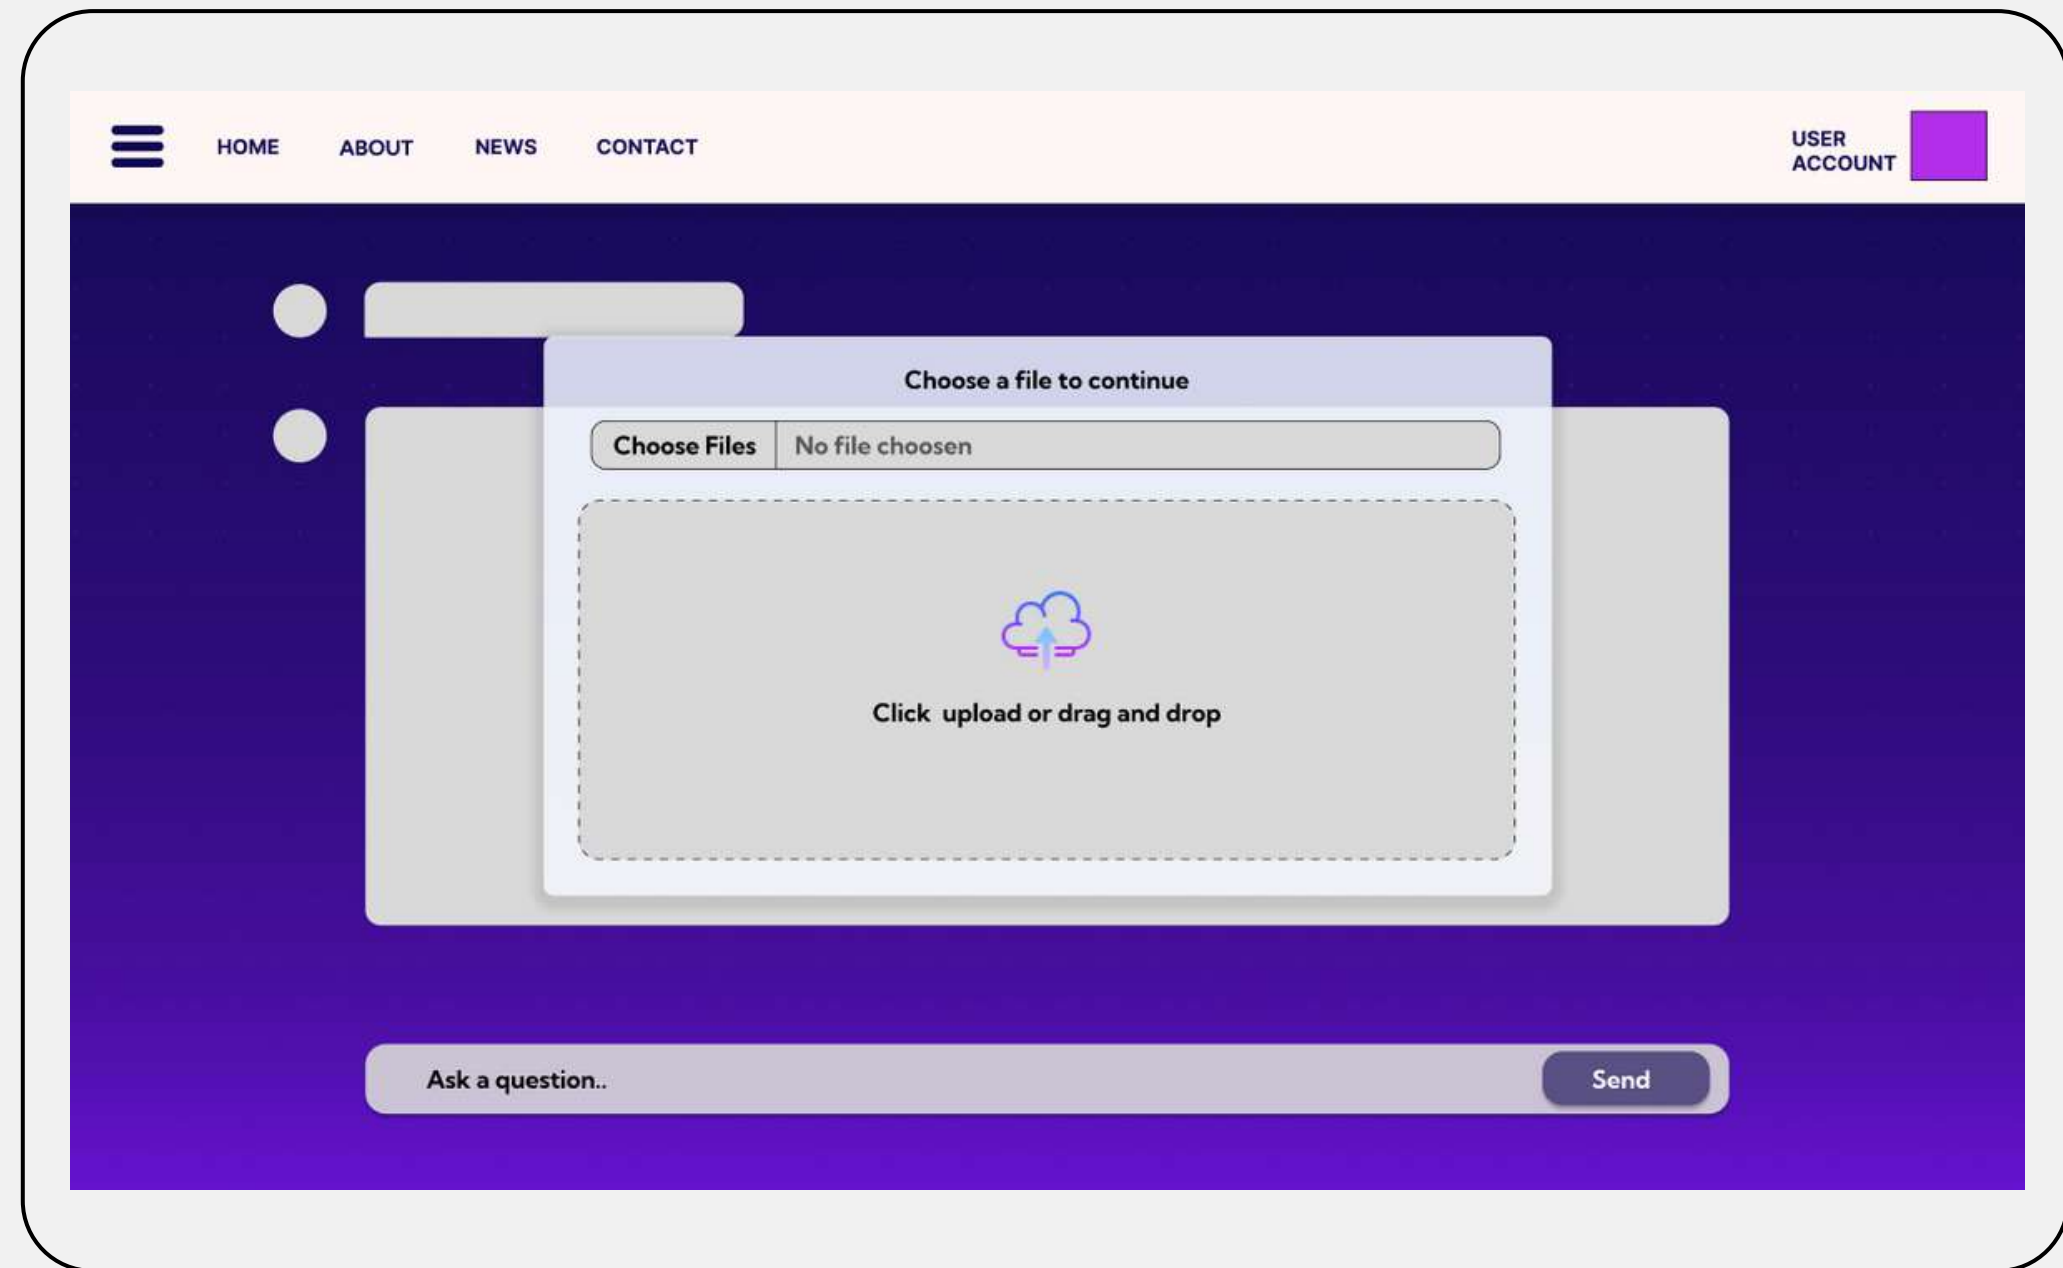 HOME ABOUT NEWS CONTACT
USER
ACCOUNT
Choose a file to continue
Choose Files No file choosen
Click upload or drag and drop
Ask a question.. Send